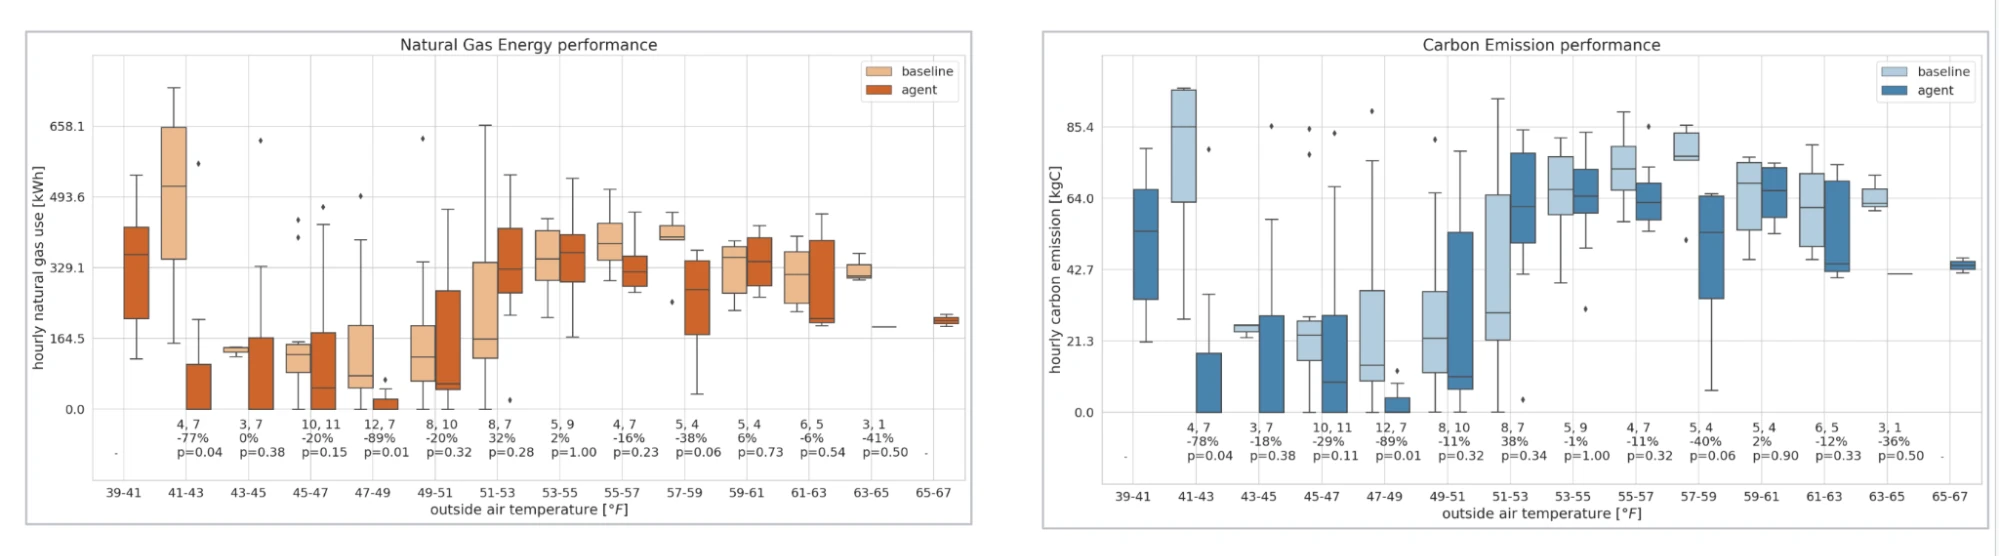 Natural Gas Energy performance
baseline
agent
hourly natural gas use [kWh]
658.1
493.6
329.1
164.5
0.0
4, 7 3, 7 10, 11 12, 7 8, 10 8, 7 5, 9 4, 7 5, 4 5, 4 6, 5 3, 1
-77% 0% -20% -89% -20% 32% 2% -16% -38% 6% -6% -41%
- p=0.04 p=0.38 p=0.15 p=0.01 p=0.32 p=0.28 p=1.00 p=0.23 p=0.06 p=0.73 p=0.54 p=0.50 -
39-41 41-43 43-45 45-47 47-49 49-51 51-53 53-55 55-57 57-59 59-61 61-63 63-65 65-67
outside air temperature [°F]
Carbon Emission performance
baseline
agent
hourly carbon emission [kgC]
85.4
64.0
42.7
21.3
0.0
4, 7 3, 7 10, 11 12, 7 8, 10 8, 7 5, 9 4, 7 5, 4 5, 4 6, 5 3, 1
-78% -18% -29% -89% -11% 38% -1% -11% -40% 2% -12% -36%
- p=0.04 p=0.38 p=0.11 p=0.01 p=0.32 p=0.34 p=1.00 p=0.32 p=0.06 p=0.90 p=0.33 p=0.50 -
39-41 41-43 43-45 45-47 47-49 49-51 51-53 53-55 55-57 57-59 59-61 61-63 63-65 65-67
outside air temperature [°F]